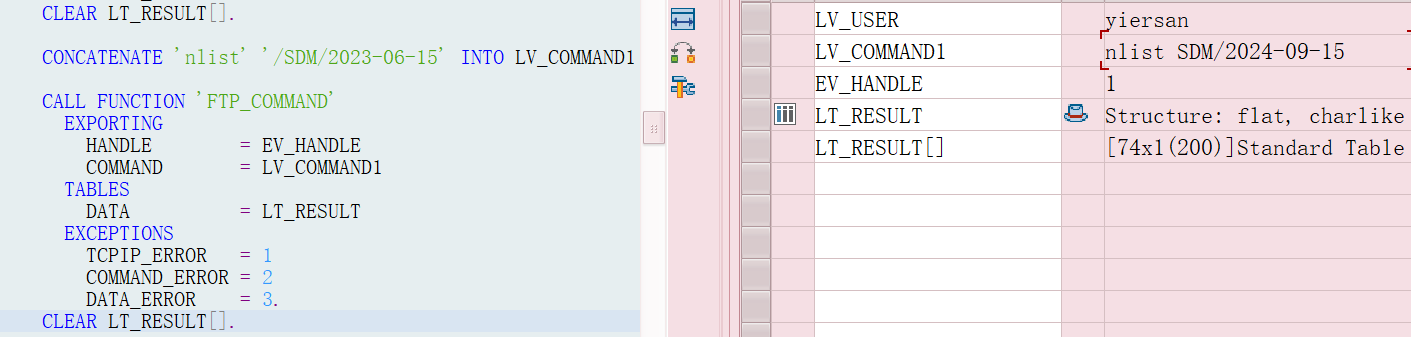 CLEAR LT_RESULT[].
CONCATENATE 'nlist' '/SDM/2023-06-15' INTO LV_COMMAND1
CALL FUNCTION 'FTP_COMMAND'
EXPORTING
HANDLE = EV_HANDLE
COMMAND = LV_COMMAND1
TABLES
DATA = LT_RESULT
EXCEPTIONS
TCPIP_ERROR = 1
COMMAND_ERROR = 2
DATA_ERROR = 3.
CLEAR LT_RESULT[].
LV_USER yiersan
LV_COMMAND1 nlist SDM/2024-09-15
EV_HANDLE 1
LT_RESULT Structure: flat, charlike
LT_RESULT[] [74x1(200)]Standard Table